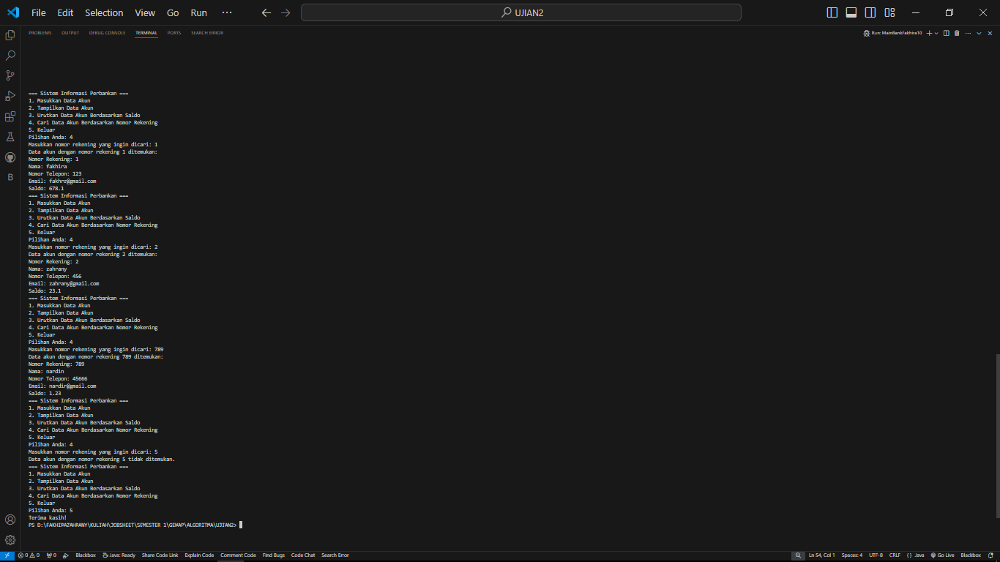 File Edit Selection View Go Run ··· UJIAN2
PROBLEMS OUTPUT DEBUG CONSOLE TERMINAL PORTS SEARCH ERROR Run: MainBankFakhira10
=== Sistem Informasi Perbankan ===
1. Masukkan Data Akun
2. Tampilkan Data Akun
3. Urutkan Data Akun Berdasarkan Saldo
4. Cari Data Akun Berdasarkan Nomor Rekening
5. Keluar
Pilihan Anda: 4
Masukkan nomor rekening yang ingin dicari: 1
Data akun dengan nomor rekening 1 ditemukan:
Nomor Rekening: 1
Nama: fakhira
Nomor Telepon: 123
Email: fakhrz@gmail.com
Saldo: 678.1
=== Sistem Informasi Perbankan ===
1. Masukkan Data Akun
2. Tampilkan Data Akun
3. Urutkan Data Akun Berdasarkan Saldo
4. Cari Data Akun Berdasarkan Nomor Rekening
5. Keluar
Pilihan Anda: 4
Masukkan nomor rekening yang ingin dicari: 2
Data akun dengan nomor rekening 2 ditemukan:
Nomor Rekening: 2
Nama: zahrany
Nomor Telepon: 456
Email: zahrany@gmail.com
Saldo: 23.1
=== Sistem Informasi Perbankan ===
1. Masukkan Data Akun
2. Tampilkan Data Akun
3. Urutkan Data Akun Berdasarkan Saldo
4. Cari Data Akun Berdasarkan Nomor Rekening
5. Keluar
Pilihan Anda: 4
Masukkan nomor rekening yang ingin dicari: 789
Data akun dengan nomor rekening 789 ditemukan:
Nomor Rekening: 789
Nama: nardin
Nomor Telepon: 45666
Email: nardir@gmail.com
Saldo: 1.23
=== Sistem Informasi Perbankan ===
1. Masukkan Data Akun
2. Tampilkan Data Akun
3. Urutkan Data Akun Berdasarkan Saldo
4. Cari Data Akun Berdasarkan Nomor Rekening
5. Keluar
Pilihan Anda: 4
Masukkan nomor rekening yang ingin dicari: 5
Data akun dengan nomor rekening 5 tidak ditemukan.
=== Sistem Informasi Perbankan ===
1. Masukkan Data Akun
2. Tampilkan Data Akun
3. Urutkan Data Akun Berdasarkan Saldo
4. Cari Data Akun Berdasarkan Nomor Rekening
5. Keluar
Pilihan Anda: 5
Terima kasih!
PS D:\FAKHIRAZAHRANY\KULIAH\JOBSHEET\SEMESTER 1\GENAP\ALGORITMA\UJIAN2>
B
0 0 0 Blackbox Java: Ready Share Code Link Explain Code Comment Code Find Bugs Code Chat Search Error Ln 54, Col 1 Spaces: 4 UTF-8 CRLF {} Java Go Live Blackbox